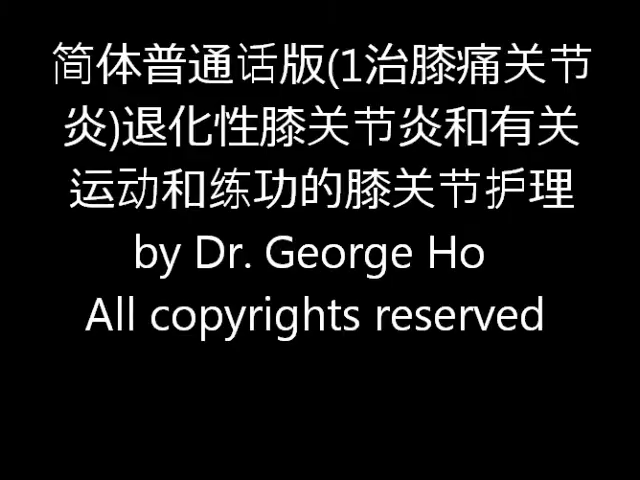 简体普通话版(1治膝痛关节
炎)退化性膝关节炎和有关
运动和练功的膝关节护理
by Dr. George Ho
All copyrights reserved